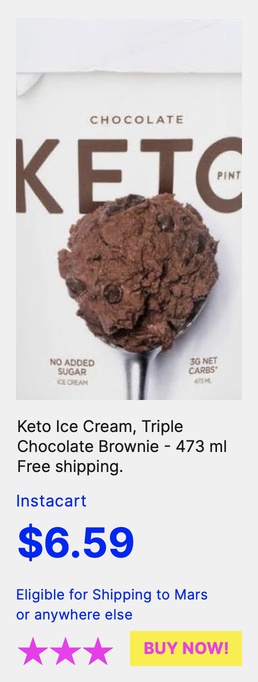 CHOCOLATE
KETO
PINT
NO ADDED
SUGAR
ICE CREAM
3G NET
CARBS*
473 ML
Keto Ice Cream, Triple
Chocolate Brownie - 473 ml
Free shipping.
Instacart
$6.59
Eligible for Shipping to Mars
or anywhere else
BUY NOW!